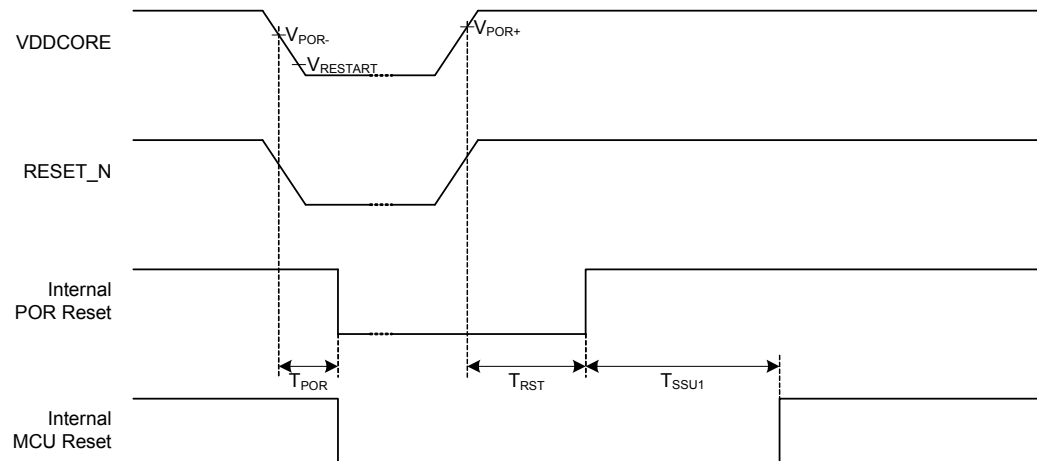 VDDCORE
VPOR-
VPOR+
VRESTART
RESET_N
Internal
POR Reset
TPOR
TRST
TSSU1
Internal
MCU Reset